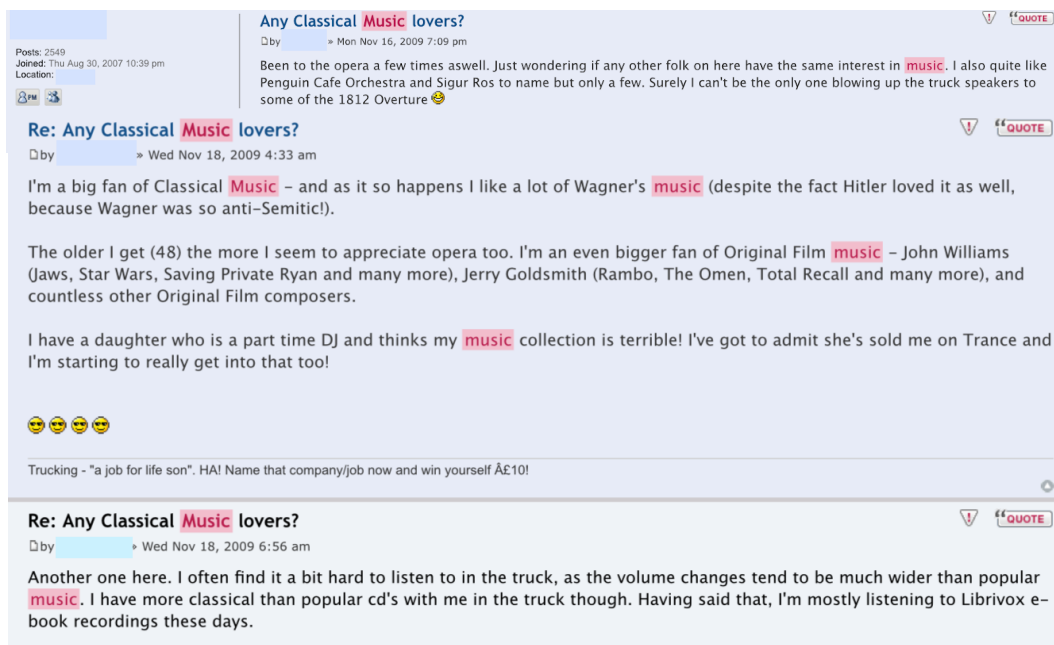 Any Classical Music lovers?
QUOTE
by » Mon Nov 16, 2009 7:09 pm
Posts: 2549
Joined: Thu Aug 30, 2007 10:39 pm
Location:
PM
Been to the opera a few times aswell. Just wondering if any other folk on here have the same interest in music. I also quite like
Penguin Cafe Orchestra and Sigur Ros to name but only a few. Surely I can't be the only one blowing up the truck speakers to
some of the 1812 Overture
Re: Any Classical Music lovers?
QUOTE
by » Wed Nov 18, 2009 4:33 am
I'm a big fan of Classical Music – and as it so happens I like a lot of Wagner's music (despite the fact Hitler loved it as well,
because Wagner was so anti-Semitic!).
The older I get (48) the more I seem to appreciate opera too. I'm an even bigger fan of Original Film music – John Williams
(Jaws, Star Wars, Saving Private Ryan and many more), Jerry Goldsmith (Rambo, The Omen, Total Recall and many more), and
countless other Original Film composers.
I have a daughter who is a part time DJ and thinks my music collection is terrible! I've got to admit she's sold me on Trance and
I'm starting to really get into that too!
Trucking - "a job for life son". HA! Name that company/job now and win yourself Â£10!
Re: Any Classical Music lovers?
QUOTE
by » Wed Nov 18, 2009 6:56 am
Another one here. I often find it a bit hard to listen to in the truck, as the volume changes tend to be much wider than popular
music. I have more classical than popular cd's with me in the truck though. Having said that, I'm mostly listening to Librivox e-
book recordings these days.